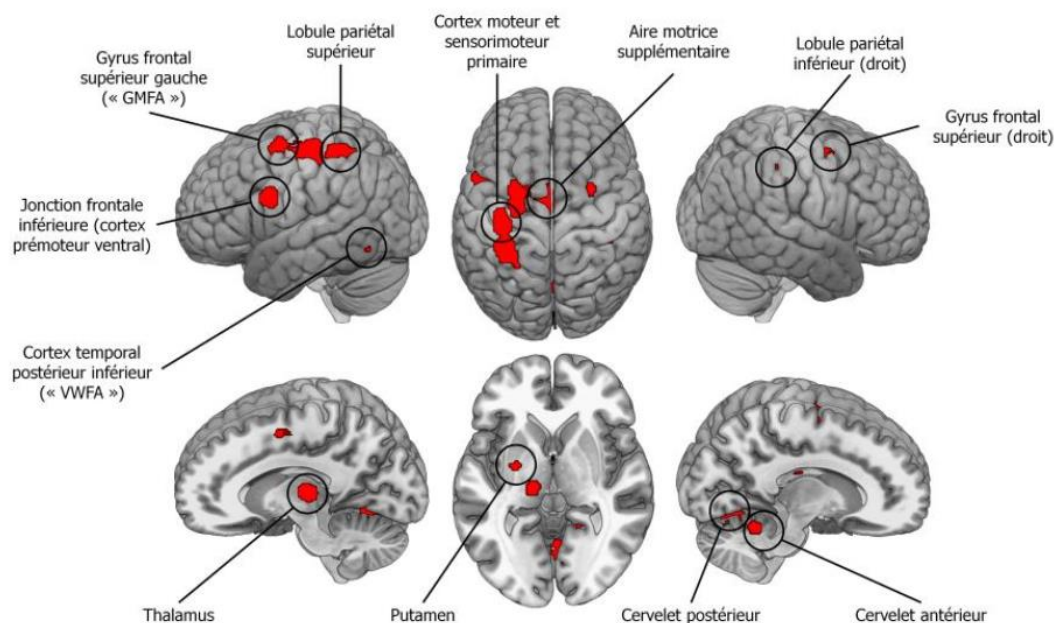 Gyrus frontal
supérieur gauche
(« GMFA »)
Lobule pariétal
supérieur
Cortex moteur et
sensorimoteur
primaire
Aire motrice
supplémentaire
Lobule pariétal
inférieur (droit)
Gyrus frontal
supérieur (droit)
Jonction frontale
inférieure (cortex
prémoteur ventral)
Cortex temporal
postérieur inférieur
(« VWFA »)
Thalamus
Putamen
Cervelet postérieur
Cervelet antérieur